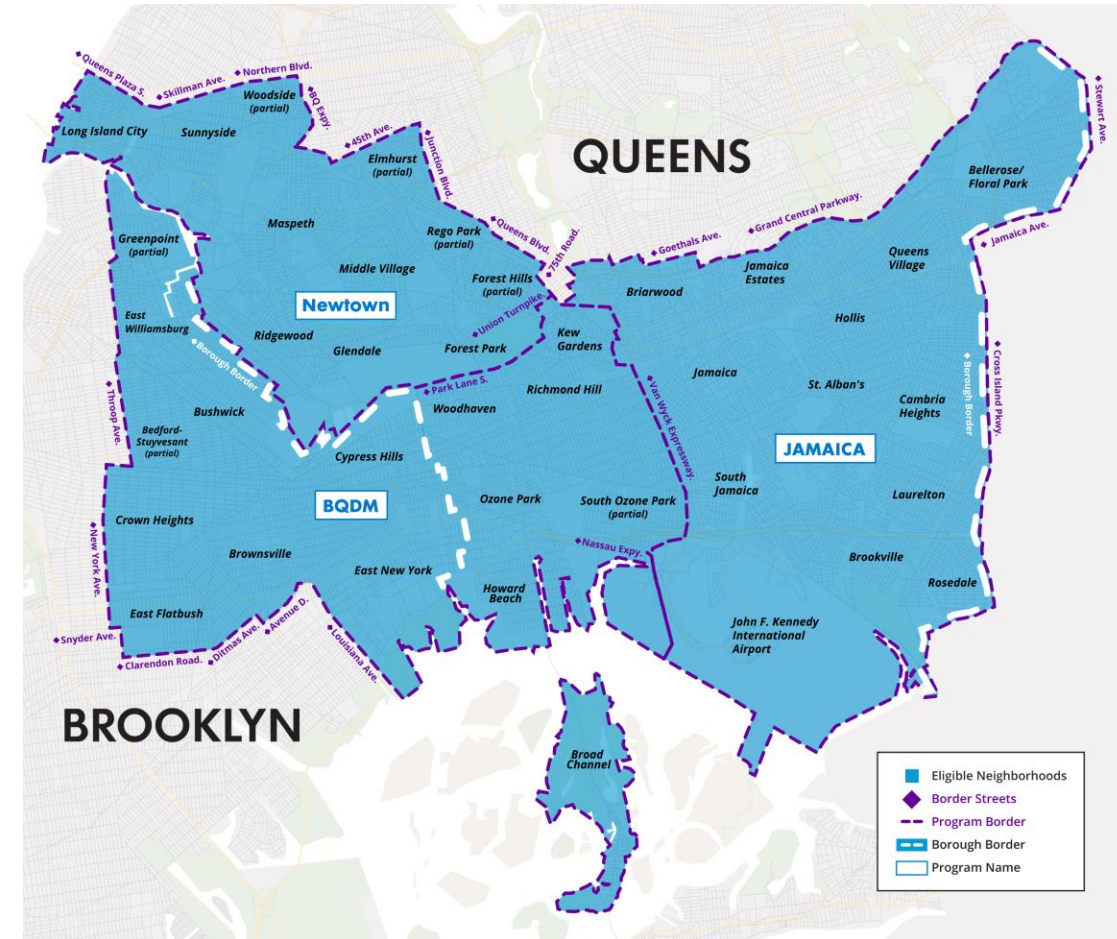 Queens Plaza S.
Skillman Ave.
Northern Blvd.
BQ Expy.
45th Ave.
Junction Blvd.
Queens Blvd.
75th Road.
Goethals Ave.
Grand Central Parkway.
Stewart Ave.
Jamaica Ave.
QUEENS
Woodside
(partial)
Long Island City
Sunnyside
Elmhurst
(partial)
Bellerose/
Floral Park
Maspeth
Rego Park
(partial)
Greenpoint
(partial)
Middle Village
Forest Hills
(partial)
Newtown
Union Turnpike.
Briarwood
Jamaica
Estates
Queens
Village
East
Williamsburg
Ridgewood
Glendale
Forest Park
Kew
Gardens
Hollis
Borough Border
Park Lane S.
Richmond Hill
Woodhaven
Van Wyck Expressway.
Jamaica
St. Alban's
Cambria
Heights
Borough Border
Cross Island Pkwy.
Throop Ave.
Bushwick
Bedford-
Stuyvesant
(partial)
Cypress Hills
JAMAICA
BQDM
Ozone Park
South Ozone Park
(partial)
South
Jamaica
Laurelton
Crown Heights
New York Ave.
Brownsville
East New York
Nassau Expy.
Howard
Beach
Brookville
Rosedale
East Flatbush
Snyder Ave.
Clarendon Road.
Ditmas Ave.
Avenue D.
Louisiana Ave.
John F. Kennedy
International
Airport
BROOKLYN
Broad
Channel
Eligible Neighborhoods
Border Streets
Program Border
Borough Border
Program Name